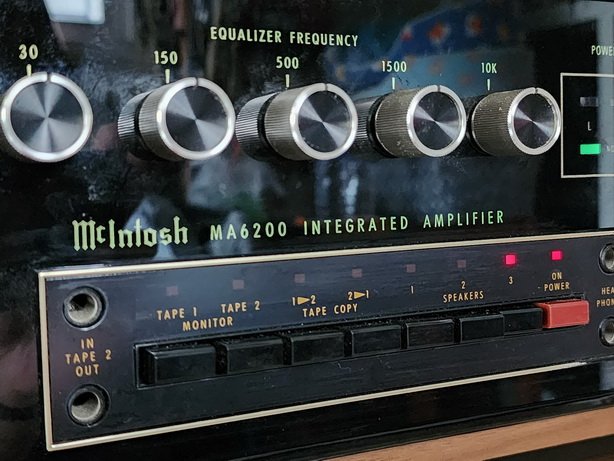 EQUALIZER FREQUENCY
POWER
30 150 500 1500 10K
L
McIntosh MA6200 INTEGRATED AMPLIFIER
TAPE 1 TAPE 2 1▶2 2▶1 1 2 3 ON
MONITOR TAPE COPY SPEAKERS POWER
IN
TAPE 2
OUT